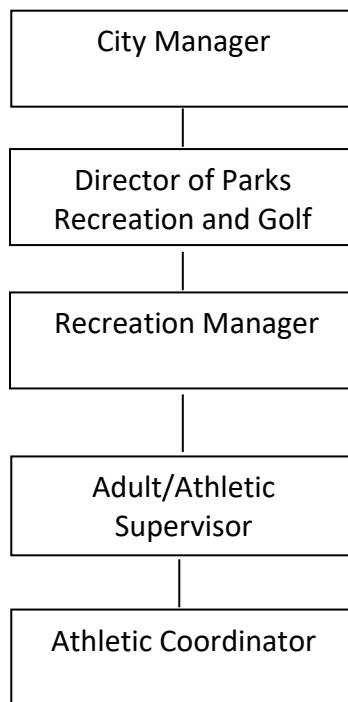 City Manager
Director of Parks
Recreation and Golf
Recreation Manager
Adult/Athletic
Supervisor
Athletic Coordinator